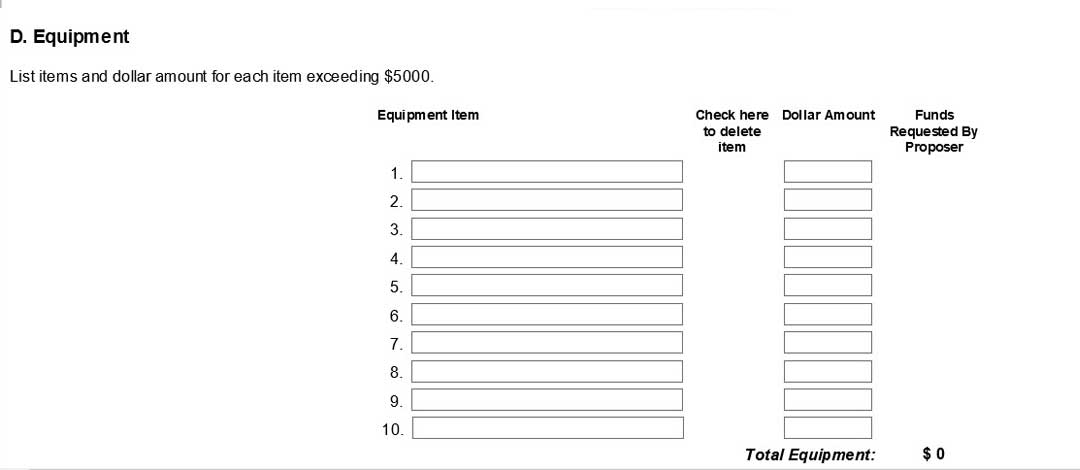 D. Equipment
List items and dollar amount for each item exceeding $5000.
Equipment Item Check here Dollar Amount Funds
to delete Requested By
item Proposer
1.
2.
3.
4.
5.
6.
7.
8.
9.
10.
Total Equipment: $ 0